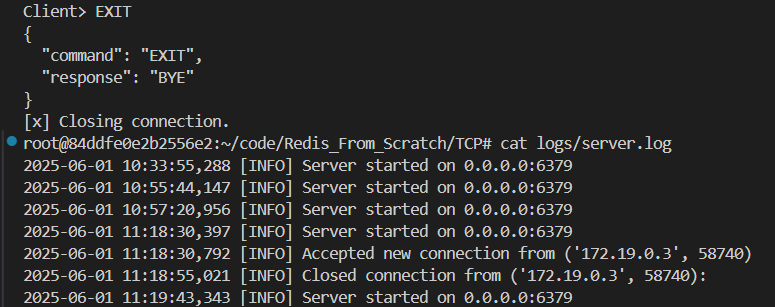 Client> EXIT
{
  "command": "EXIT",
  "response": "BYE"
}
[x] Closing connection.
root@84ddfe0e2b2556e2:~/code/Redis_From_Scratch/TCP# cat logs/server.log
2025-06-01 10:33:55,288 [INFO] Server started on 0.0.0.0:6379
2025-06-01 10:55:44,147 [INFO] Server started on 0.0.0.0:6379
2025-06-01 10:57:20,956 [INFO] Server started on 0.0.0.0:6379
2025-06-01 11:18:30,397 [INFO] Server started on 0.0.0.0:6379
2025-06-01 11:18:30,792 [INFO] Accepted new connection from ('172.19.0.3', 58740)
2025-06-01 11:18:55,021 [INFO] Closed connection from ('172.19.0.3', 58740):
2025-06-01 11:19:43,343 [INFO] Server started on 0.0.0.0:6379